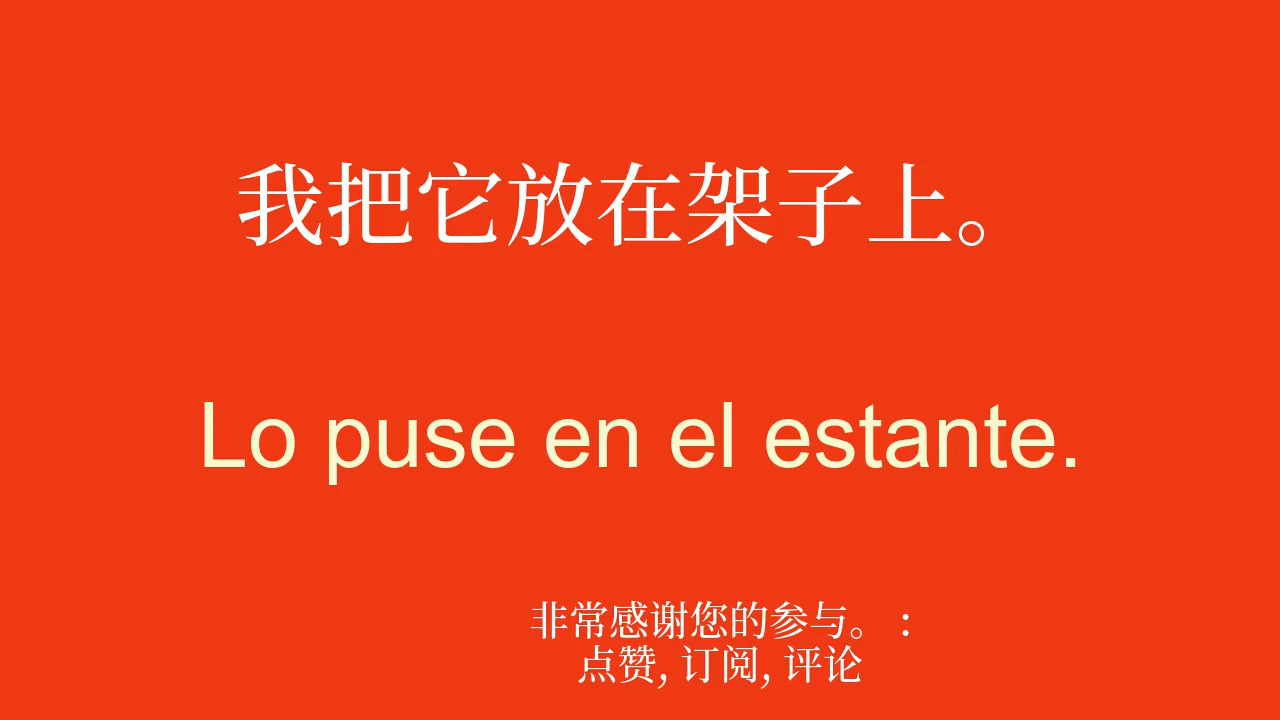 我把它放在架子上。
Lo puse en el estante.
非常感谢您的参与。 :
点赞, 订阅, 评论